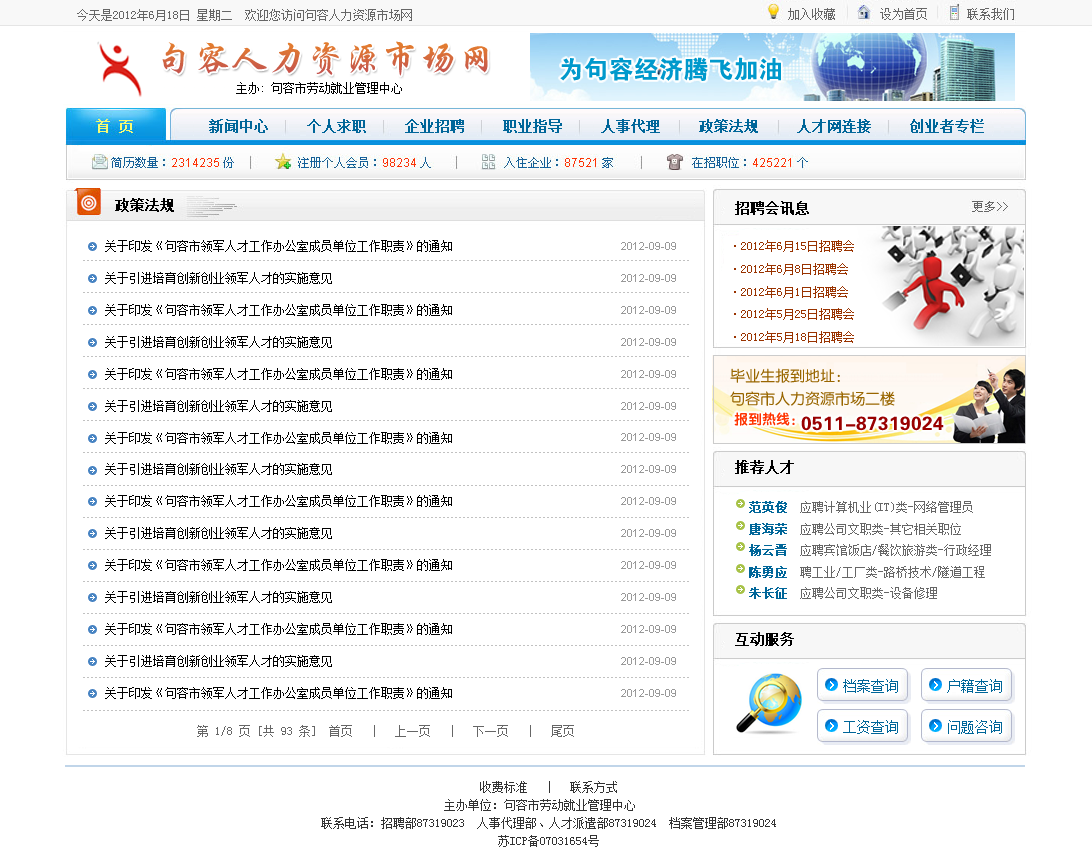 今天是2012年6月18日 星期二 欢迎您访问句容人力资源市场网
加入收藏 设为首页 联系我们
句容人力资源市场网
主办：句容市劳动就业管理中心
为句容经济腾飞加油
首 页 新闻中心 个人求职 企业招聘 职业指导 人事代理 政策法规 人才网连接 创业者专栏
简历数量：2314235 份 | 注册个人会员：98234 人 | 入住企业：87521 家 | 在招职位：425221 个
政策法规
关于印发《句容市领军人才工作办公室成员单位工作职责》的通知 2012-09-09
关于引进培育创新创业领军人才的实施意见 2012-09-09
关于印发《句容市领军人才工作办公室成员单位工作职责》的通知 2012-09-09
关于引进培育创新创业领军人才的实施意见 2012-09-09
关于印发《句容市领军人才工作办公室成员单位工作职责》的通知 2012-09-09
关于引进培育创新创业领军人才的实施意见 2012-09-09
关于印发《句容市领军人才工作办公室成员单位工作职责》的通知 2012-09-09
关于引进培育创新创业领军人才的实施意见 2012-09-09
关于印发《句容市领军人才工作办公室成员单位工作职责》的通知 2012-09-09
关于引进培育创新创业领军人才的实施意见 2012-09-09
关于印发《句容市领军人才工作办公室成员单位工作职责》的通知 2012-09-09
关于引进培育创新创业领军人才的实施意见 2012-09-09
关于印发《句容市领军人才工作办公室成员单位工作职责》的通知 2012-09-09
关于引进培育创新创业领军人才的实施意见 2012-09-09
关于印发《句容市领军人才工作办公室成员单位工作职责》的通知 2012-09-09
第 1/8 页 [共 93 条] 首页 | 上一页 | 下一页 | 尾页
招聘会讯息 更多>>
·2012年6月15日招聘会
·2012年6月8日招聘会
·2012年6月1日招聘会
·2012年5月25日招聘会
·2012年5月18日招聘会
毕业生报到地址：
句容市人力资源市场二楼
报到热线：0511-87319024
推荐人才
范英俊 应聘计算机业(IT)类-网络管理员
唐海荣 应聘公司文职类-其它相关职位
杨云晋 应聘宾馆饭店/餐饮旅游类-行政经理
陈勇应 聘工业/工厂类-路桥技术/隧道工程
朱长征 应聘公司文职类-设备修理
互动服务
档案查询 户籍查询
工资查询 问题咨询
收费标准 | 联系方式
主办单位：句容市劳动就业管理中心
联系电话：招聘部87319023 人事代理部、人才派遣部87319024 档案管理部87319024
苏ICP备07031654号